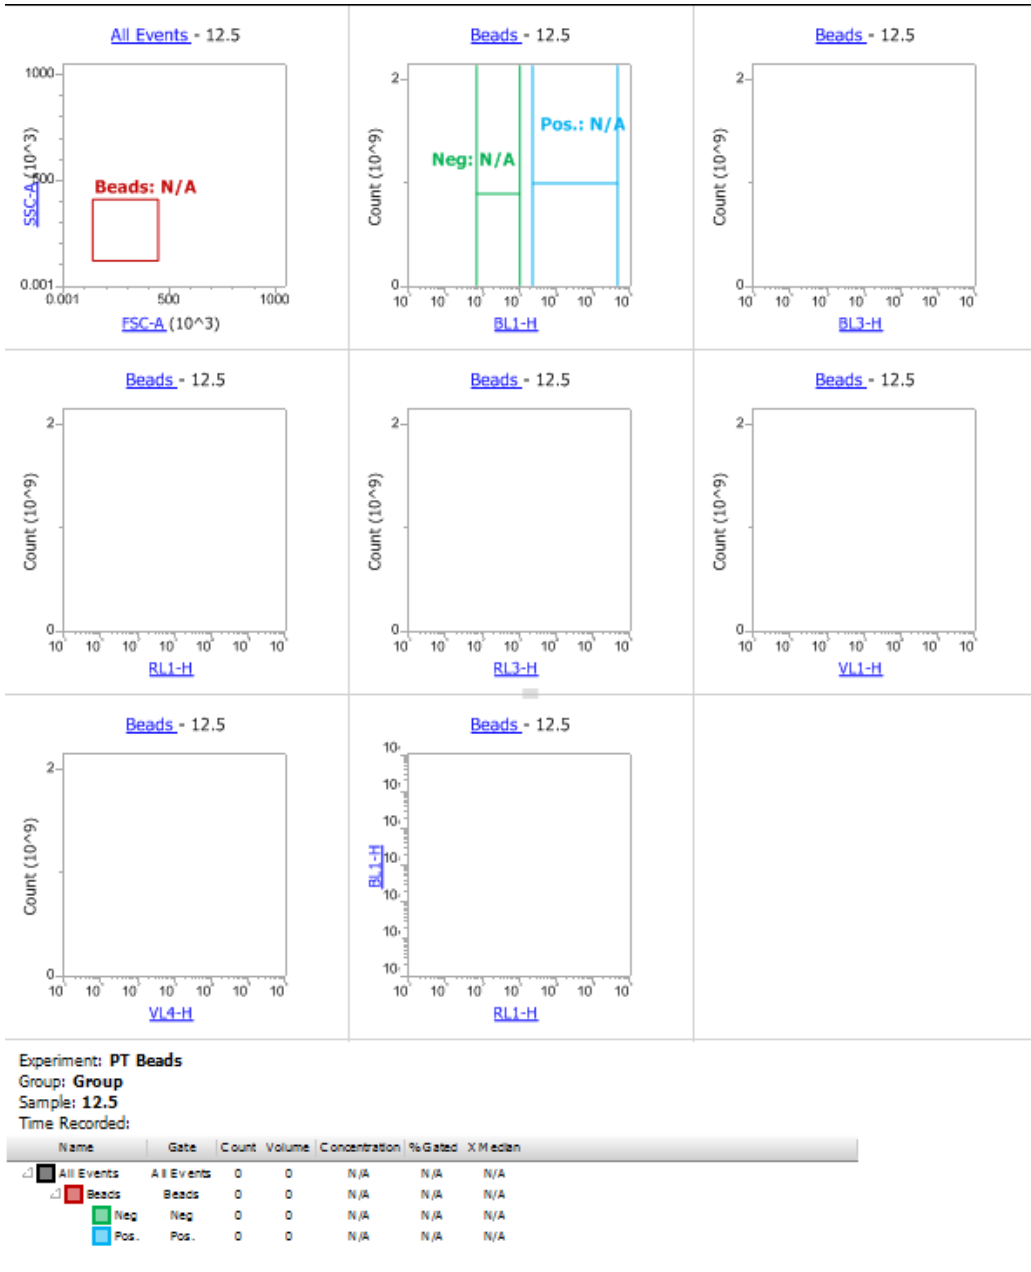 All Events - 12.5
1000
500
0.001
SSC-A (10^3)
Beads: N/A
0.001 500 1000
FSC-A (10^3)
Beads - 12.5
2
0
Count (10^9)
Neg: N/A
Pos.: N/A
BL1-H
Beads - 12.5
2
0
Count (10^9)
BL3-H
Beads - 12.5
2
0
Count (10^9)
RL1-H
Beads - 12.5
2
0
Count (10^9)
RL3-H
Beads - 12.5
2
0
Count (10^9)
VL1-H
Beads - 12.5
2
0
Count (10^9)
VL4-H
Beads - 12.5
BL1-H
RL1-H
Experiment: PT Beads
Group: Group
Sample: 12.5
Time Recorded:
Name Gate Count Volume Concentration %Gated X Median
All Events All Events 0 0 N/A N/A N/A
Beads Beads 0 0 N/A N/A N/A
Neg Neg 0 0 N/A N/A N/A
Pos. Pos. 0 0 N/A N/A N/A